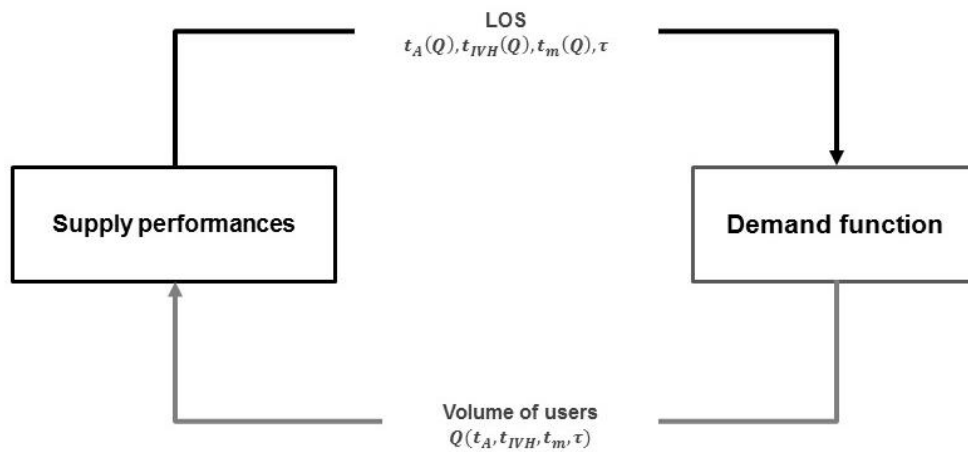 LOS
t_A(Q), t_IVH(Q), t_m(Q), τ
Supply performances
Demand function
Volume of users
Q(t_A, t_IVH, t_m, τ)